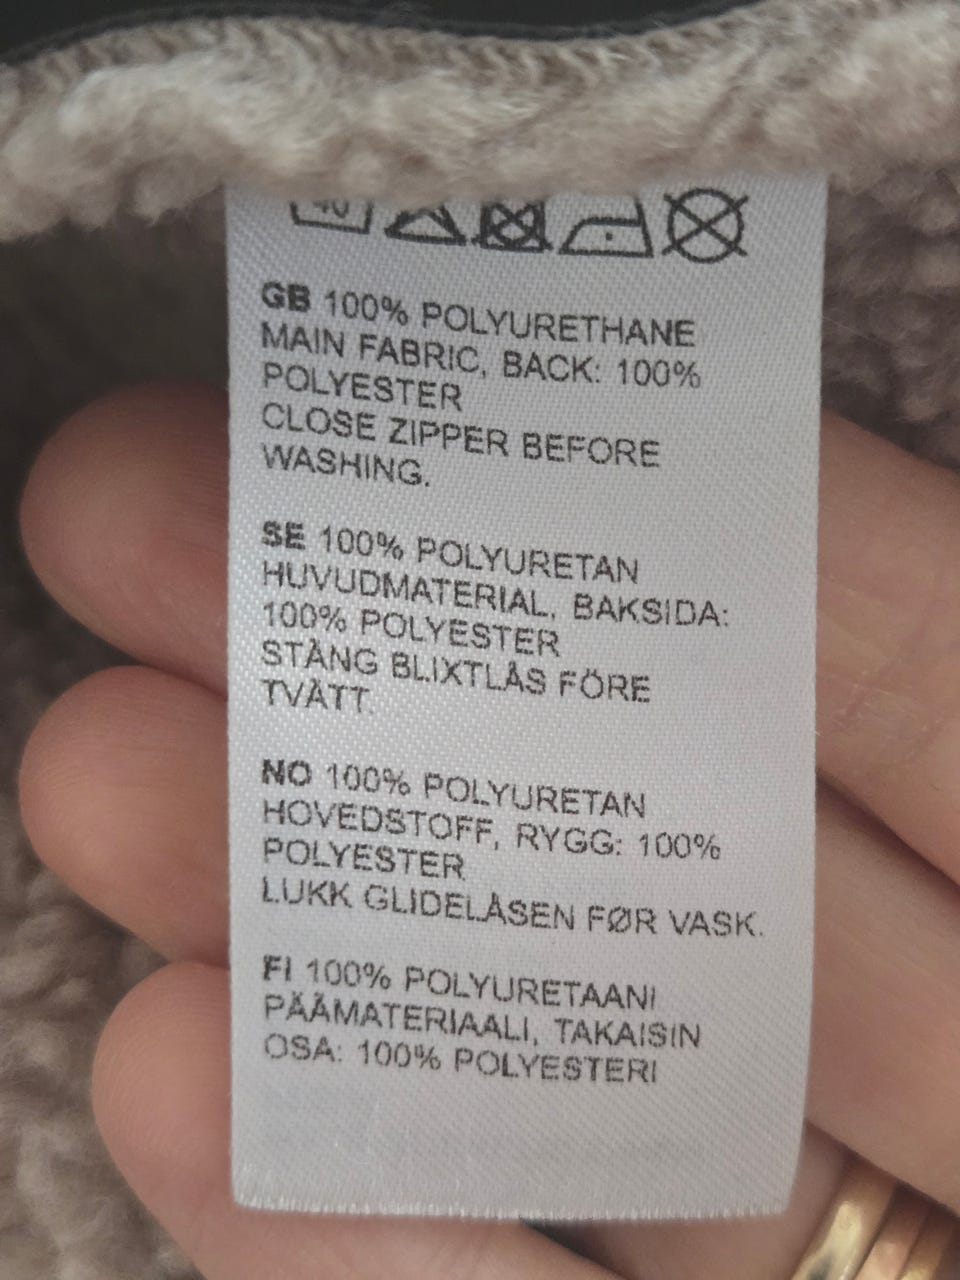 40
GB 100% POLYURETHANE
MAIN FABRIC, BACK: 100%
POLYESTER
CLOSE ZIPPER BEFORE
WASHING.
SE 100% POLYURETAN
HUVUDMATERIAL, BAKSIDA:
100% POLYESTER
STÄNG BLIXTLÅS FÖRE
TVÄTT.
NO 100% POLYURETAN
HOVEDSTOFF, RYGG: 100%
POLYESTER
LUKK GLIDELÅSEN FØR VASK.
FI 100% POLYURETAANI
PÄÄMATERIAALI, TAKAISIN
OSA: 100% POLYESTERI